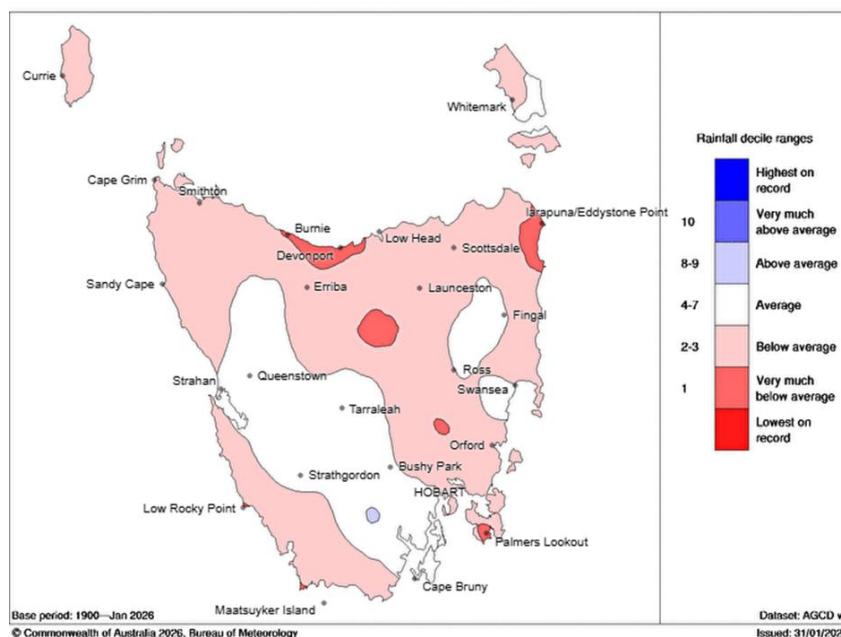 Currie
Whitemark
Cape Grim
Smithton
larapuna/Eddystone Point
Burnie
Low Head
Devonport
Scottsdale
Sandy Cape
Erriba
Launceston
Fingal
Queenstown
Ross
Strahan
Swansea
Tarraleah
Orford
Bushy Park
Strathgordon
HOBART
Low Rocky Point
Palmers Lookout
Cape Bruny
Maatsuyker Island
Rainfall decile ranges
Highest on
record
10 Very much
above average
8-9 Above average
4-7 Average
2-3 Below average
1 Very much
below average
Lowest on
record
Base period: 1900—Jan 2026
Dataset: AGCD
© Commonwealth of Australia 2026, Bureau of Meteorology
Issued: 31/01/202